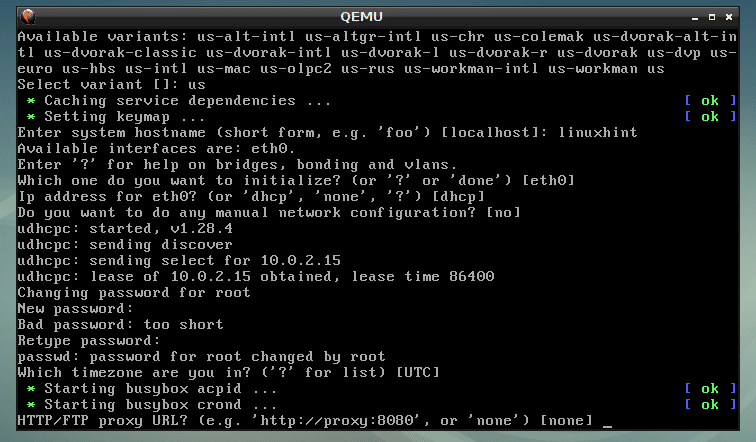 QEMU
Available variants: us-alt-intl us-altgr-intl us-chr us-colemak us-dvorak-alt-in
tl us-dvorak-classic us-dvorak-intl us-dvorak-l us-dvorak-r us-dvorak us-dvp us-
euro us-hbs us-intl us-mac us-olpc2 us-rus us-workman-intl us-workman us
Select variant []: us
 * Caching service dependencies ... [ ok ]
 * Setting keymap ... [ ok ]
Enter system hostname (short form, e.g. 'foo') [localhost]: linuxhint
Available interfaces are: eth0.
Enter '?' for help on bridges, bonding and vlans.
Which one do you want to initialize? (or '?' or 'done') [eth0]
Ip address for eth0? (or 'dhcp', 'none', '?') [dhcp]
Do you want to do any manual network configuration? [no]
udhcpc: started, v1.28.4
udhcpc: sending discover
udhcpc: sending select for 10.0.2.15
udhcpc: lease of 10.0.2.15 obtained, lease time 86400
Changing password for root
New password:
Bad password: too short
Retype password:
passwd: password for root changed by root
Which timezone are you in? ('?' for list) [UTC]
 * Starting busybox acpid ... [ ok ]
 * Starting busybox crond ... [ ok ]
HTTP/FTP proxy URL? (e.g. 'http://proxy:8080', or 'none') [none] _